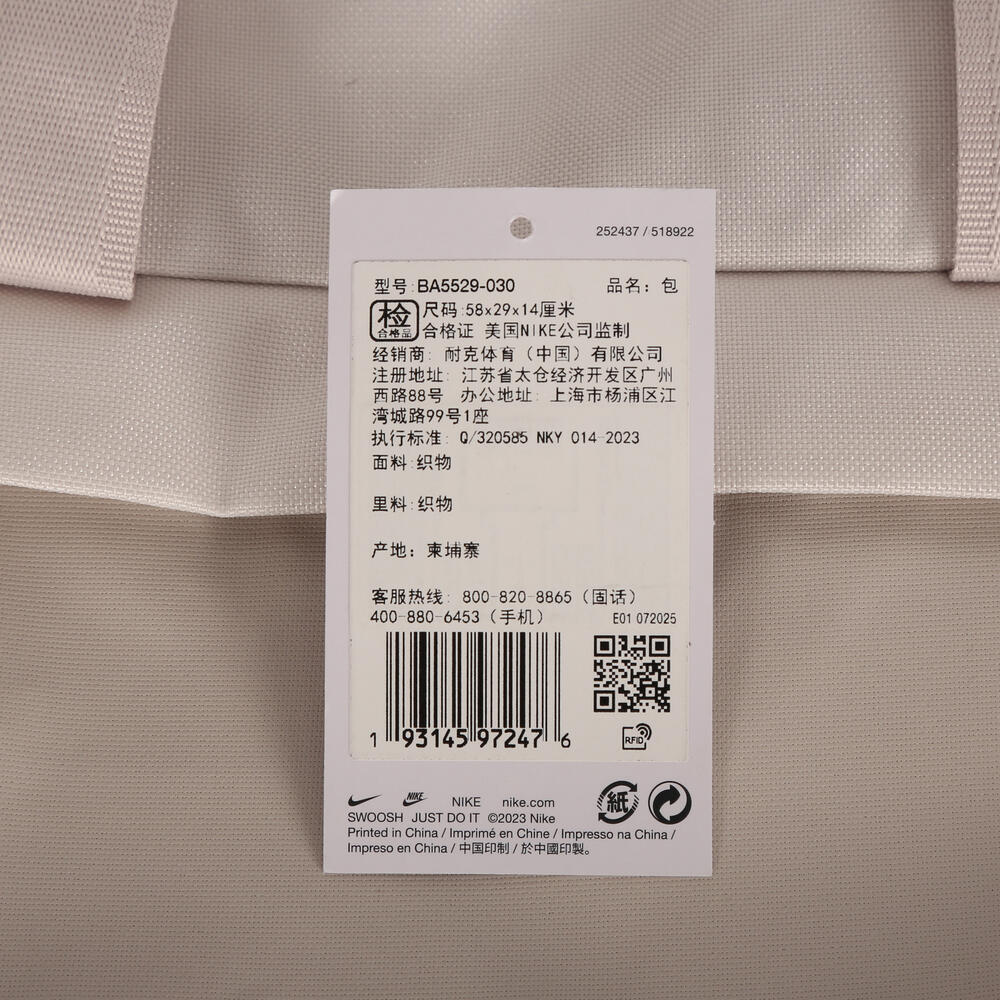 252437 / 518922
型号:BA5529-030 品名：包
检 合格品 尺码:58x29x14厘米
合格证 美国NIKE公司监制
经销商: 耐克体育（中国）有限公司
注册地址: 江苏省太仓经济开发区广州
西路88号 办公地址: 上海市杨浦区江
湾城路99号1座
执行标准: Q/320585 NKY 014-2023
面料:织物
里料:织物
产地：柬埔寨
客服热线: 800-820-8865（固话）
400-880-6453（手机） E01 072025
1 93145 97247 6
RFID
NIKE NIKE nike.com
紙
SWOOSH JUST DO IT ©2023 Nike
Printed in China / Imprimé en Chine / Impresso na China /
Impreso en China / 中国印制 / 於中國印製。